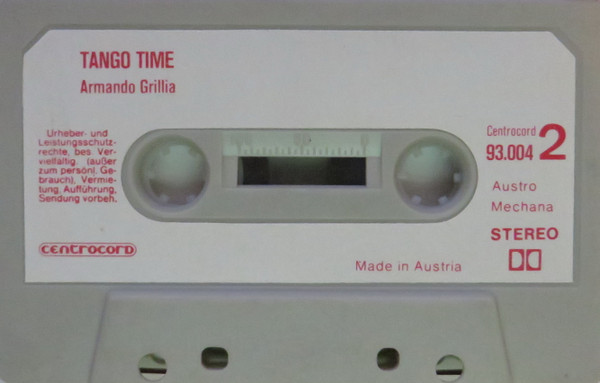 TANGO TIME
Armando Grillia
Urheber- und
Leistungsschutz-
rechte, bes. Ver-
vielfältig. (außer
zum persönl. Ge-
brauch), Vermie-
tung, Aufführung,
Sendung vorbeh.
centrocord
Centrocord
93.004 2
Austro
Mechana
STEREO
Made in Austria